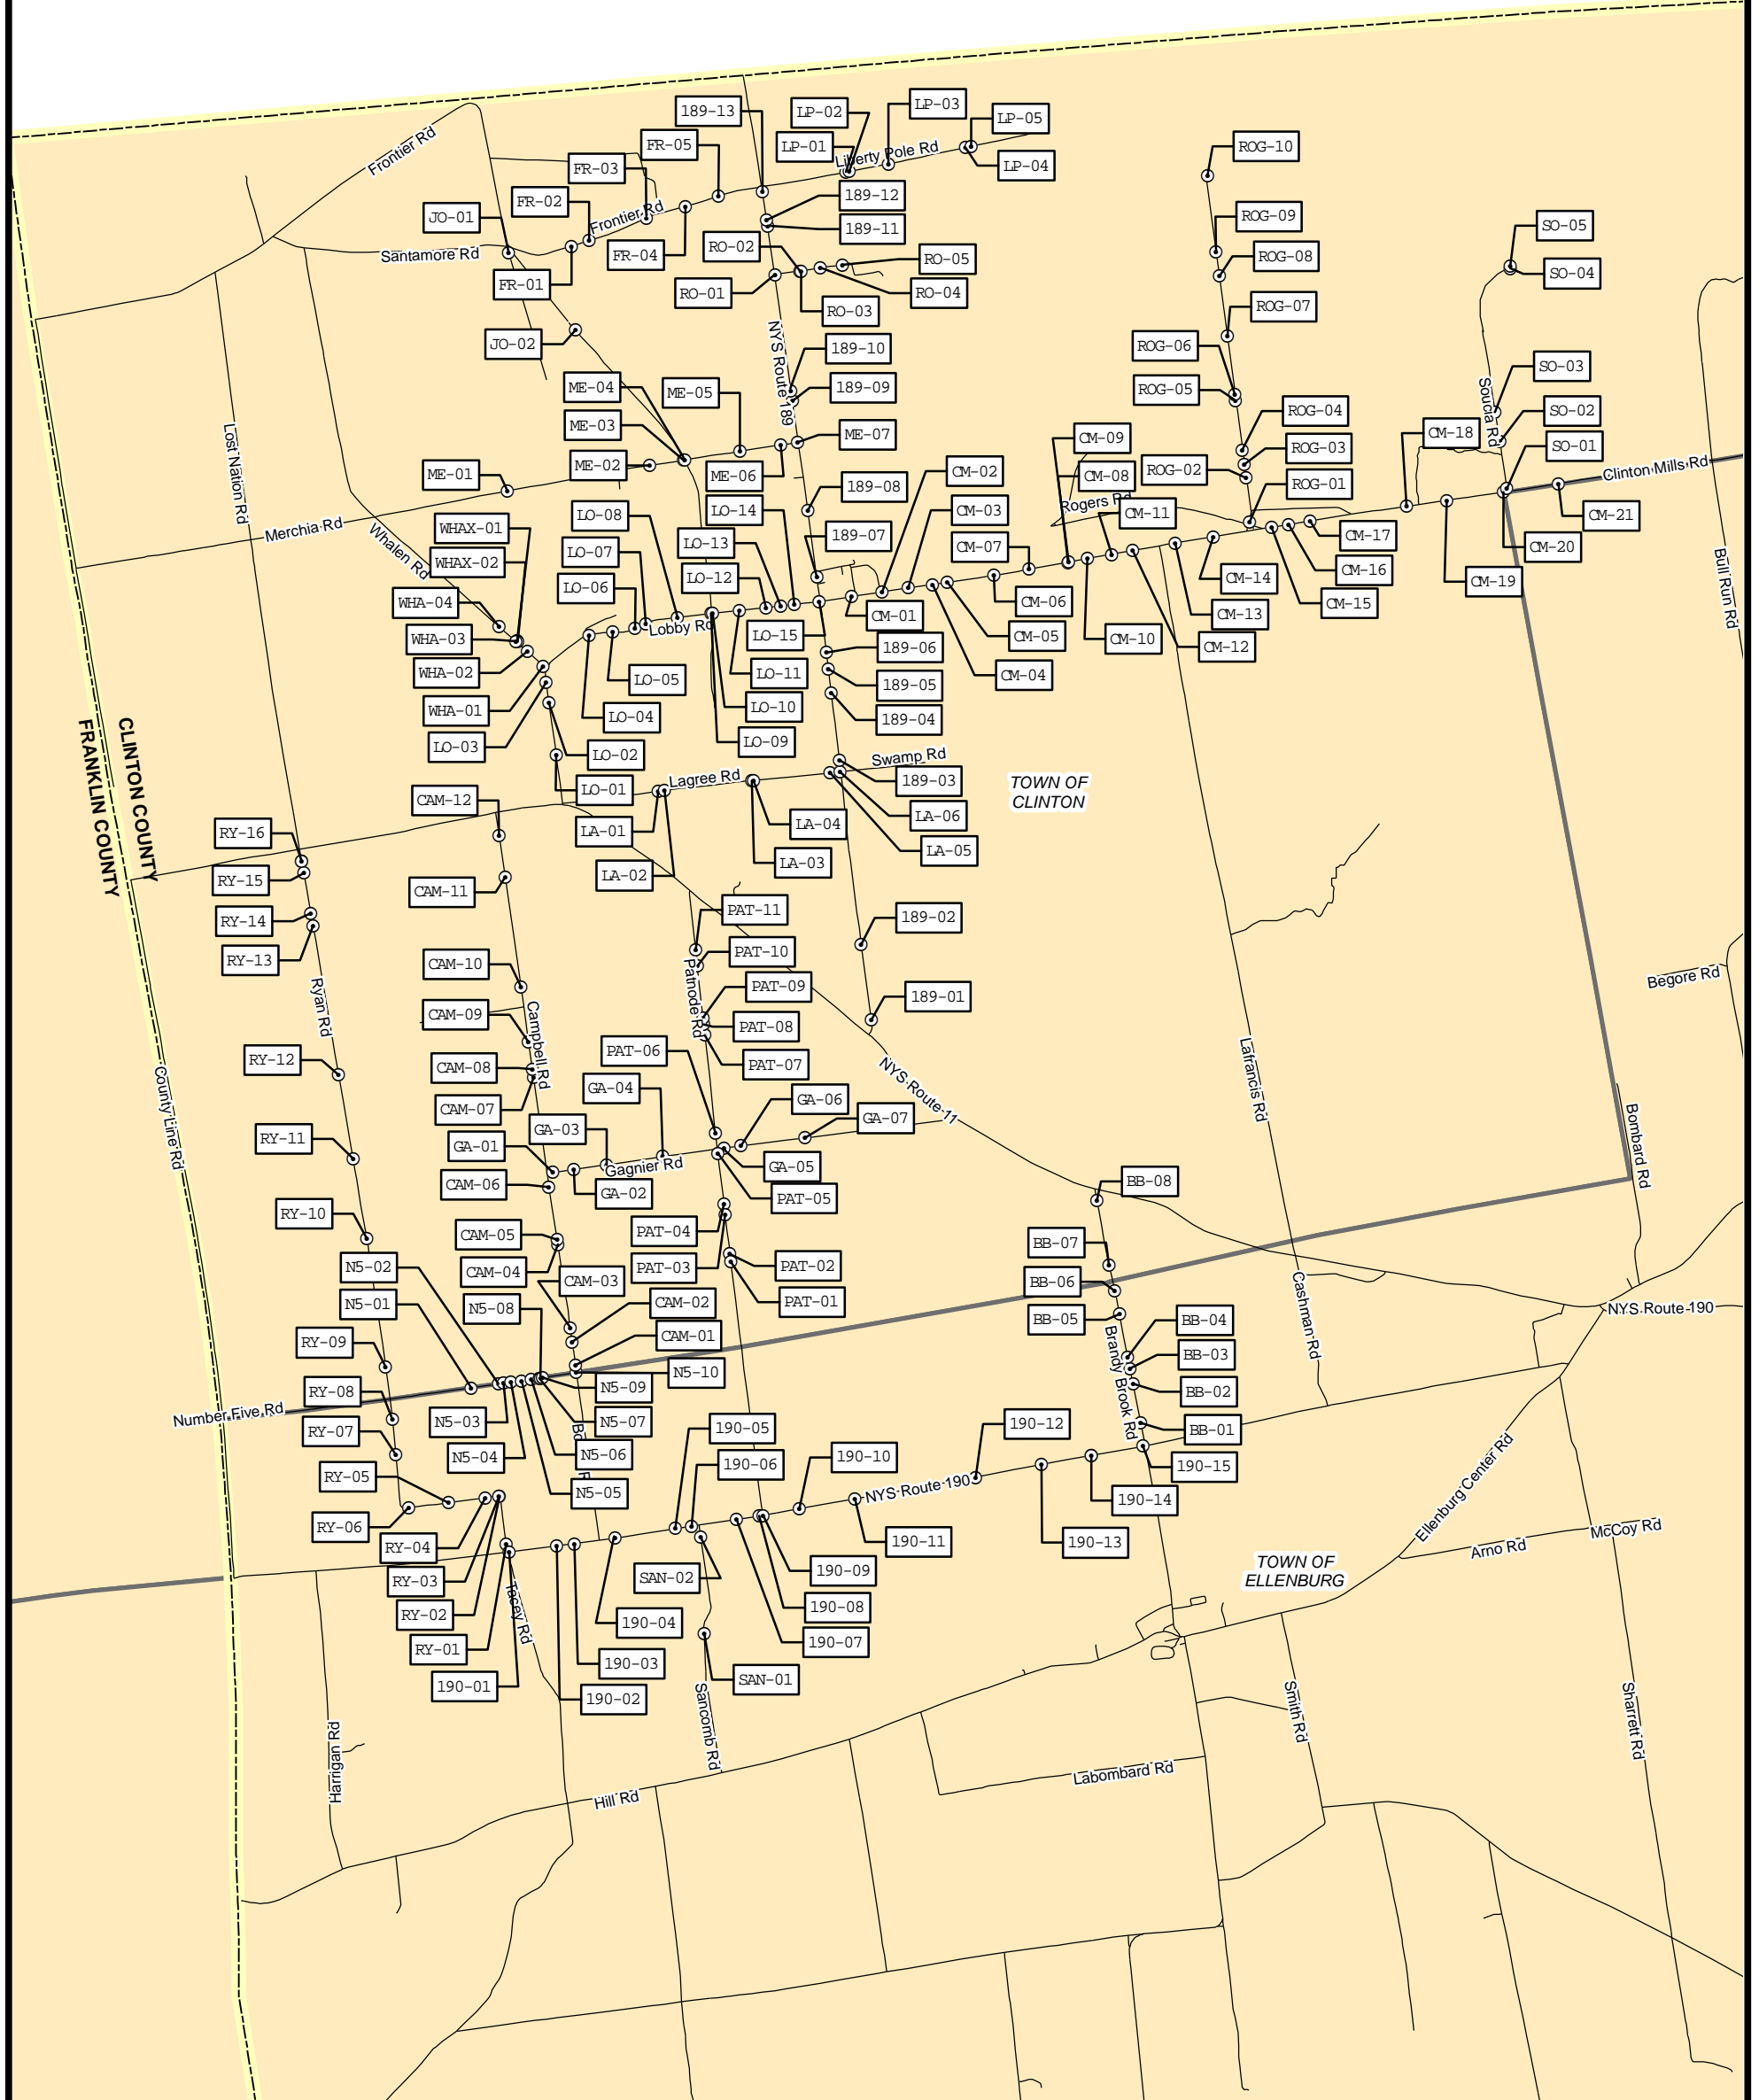 189-13
LP-02
LP-03
LP-05
FR-05
LP-01
Liberty Pole Rd
LP-04
ROG-10
Frontier Rd
FR-03
FR-02
189-12
JO-01
Frontier Rd
189-11
ROG-09
SO-05
Santamore Rd
FR-04
RO-02
RO-05
ROG-08
SO-04
FR-01
RO-01
RO-04
RO-03
ROG-07
NYS Route 189
JO-02
189-10
ROG-06
SO-03
ME-04
ME-05
189-09
ROG-05
Soucia Rd
ME-03
ME-07
CM-09
ROG-04
CM-18
SO-02
Lost Nation Rd
ROG-03
SO-01
ME-01
ME-02
ME-06
CM-02
CM-08
ROG-02
Clinton Mills Rd
189-08
ROG-01
Rogers Rd
LO-08
LO-14
CM-03
CM-11
CM-21
Merchia Rd
WHAX-01
189-07
CM-17
Whalen Rd
LO-07
LO-13
CM-07
CM-20
WHAX-02
CM-16
LO-06
LO-12
CM-14
CM-19
Bull Run Rd
WHA-04
CM-06
CM-15
Lobby Rd
CM-01
CM-13
WHA-03
LO-15
CM-05
CM-10
CM-12
189-06
WHA-02
LO-05
LO-11
CM-04
189-05
WHA-01
LO-04
LO-10
189-04
LO-03
LO-02
LO-09
CLINTON COUNTY
FRANKLIN COUNTY
Swamp Rd
Lagree Rd
189-03
TOWN OF
CLINTON
LO-01
CAM-12
LA-06
RY-16
LA-01
LA-04
LA-05
LA-03
RY-15
LA-02
CAM-11
RY-14
PAT-11
189-02
RY-13
CAM-10
PAT-10
Begore Rd
Patnode Rd
PAT-09
189-01
Ryan Rd
CAM-09
Campbell Rd
PAT-08
RY-12
PAT-06
PAT-07
CAM-08
GA-04
NYS Route 11
Lafrancis Rd
County Line Rd
CAM-07
GA-06
GA-07
GA-03
RY-11
GA-01
Bombard Rd
Gagnier Rd
GA-05
CAM-06
GA-02
PAT-05
BB-08
RY-10
CAM-05
PAT-04
BB-07
N5-02
CAM-04
PAT-03
PAT-02
CAM-03
BB-06
N5-01
N5-08
CAM-02
PAT-01
NYS Route 190
BB-05
BB-04
Cashman Rd
RY-09
CAM-01
BB-03
Brandy Brook Rd
N5-10
RY-08
N5-09
BB-02
Number Five Rd
N5-03
N5-07
190-05
190-12
BB-01
RY-07
N5-04
N5-06
190-06
190-10
190-15
RY-05
N5-05
NYS Route 190
190-14
Ellenburg Center Rd
RY-06
190-11
190-13
McCoy Rd
RY-04
Arno Rd
RY-03
SAN-02
190-09
TOWN OF
ELLENBURG
RY-02
Tacey Rd
190-04
190-08
RY-01
190-07
190-03
190-01
190-02
SAN-01
Harrigan Rd
Sancomb Rd
Smith Rd
Sharrett Rd
Labombard Rd
Hill Rd